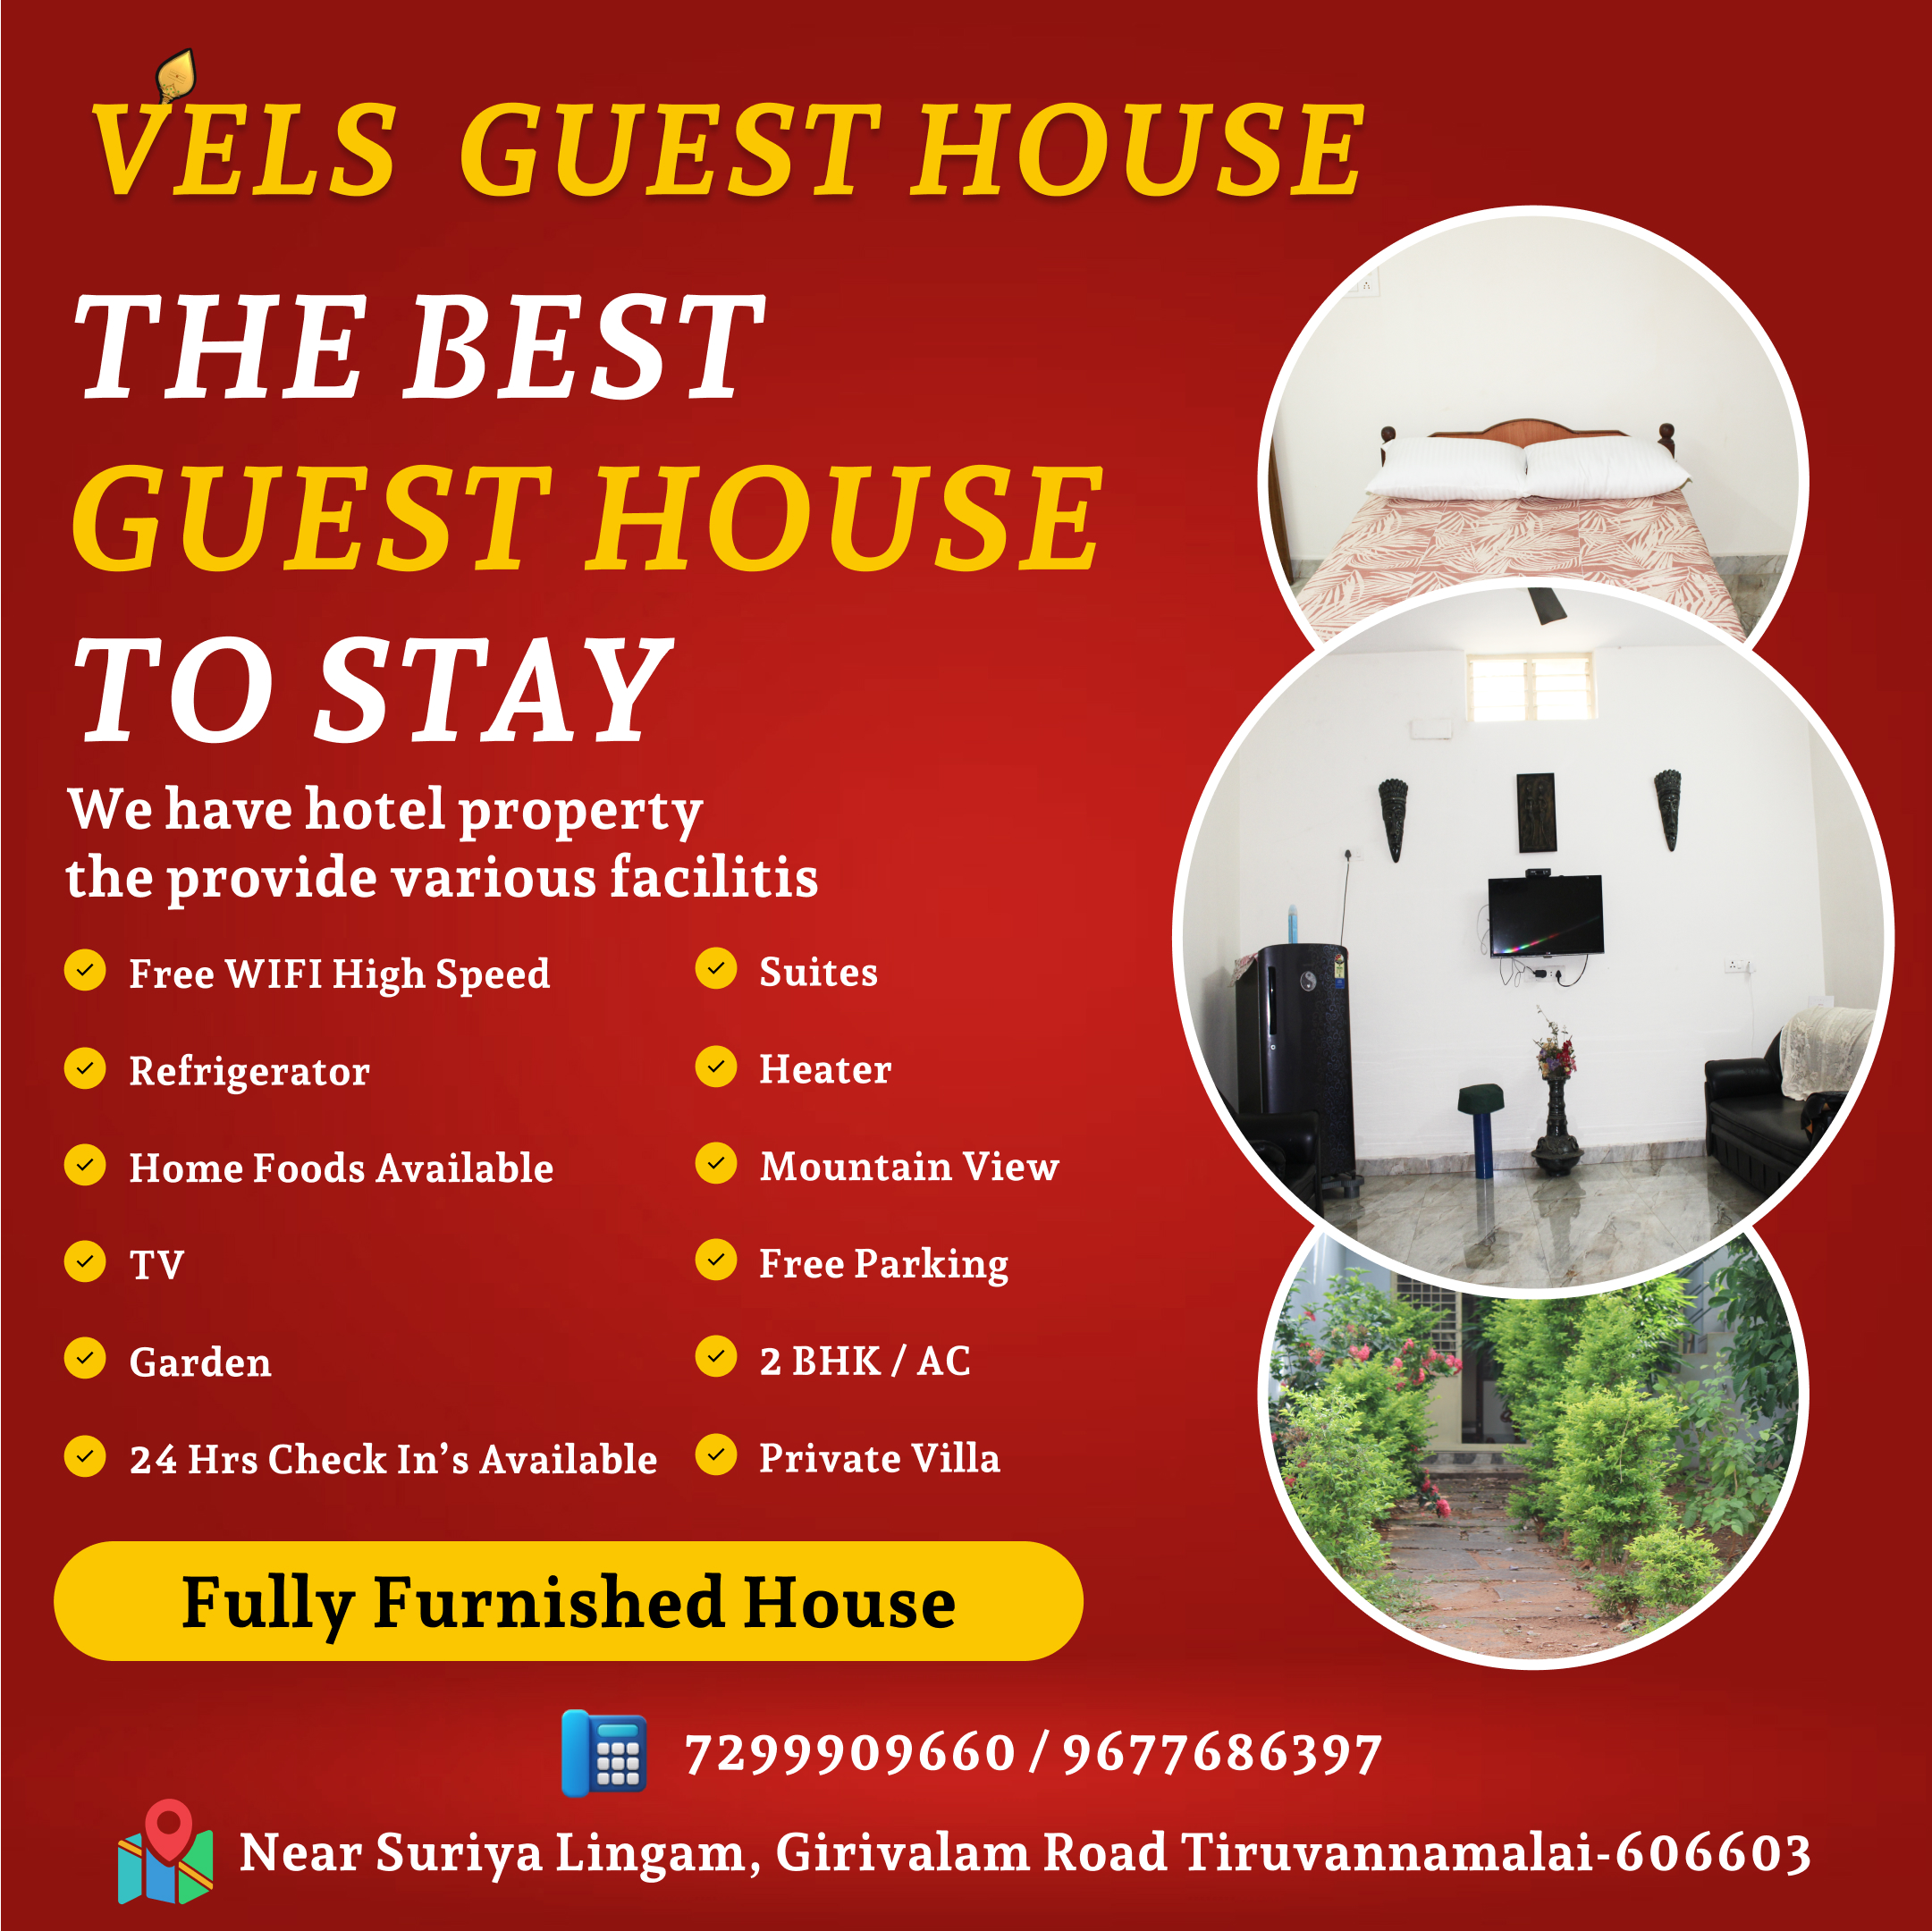 VELS GUEST HOUSE
THE BEST
GUEST HOUSE
TO STAY
We have hotel property
the provide various facilitis
Free WIFI High Speed
Refrigerator
Home Foods Available
TV
Garden
24 Hrs Check In’s Available
Suites
Heater
Mountain View
Free Parking
2 BHK / AC
Private Villa
Fully Furnished House
7299909660 / 9677686397
Near Suriya Lingam, Girivalam Road Tiruvannamalai-606603